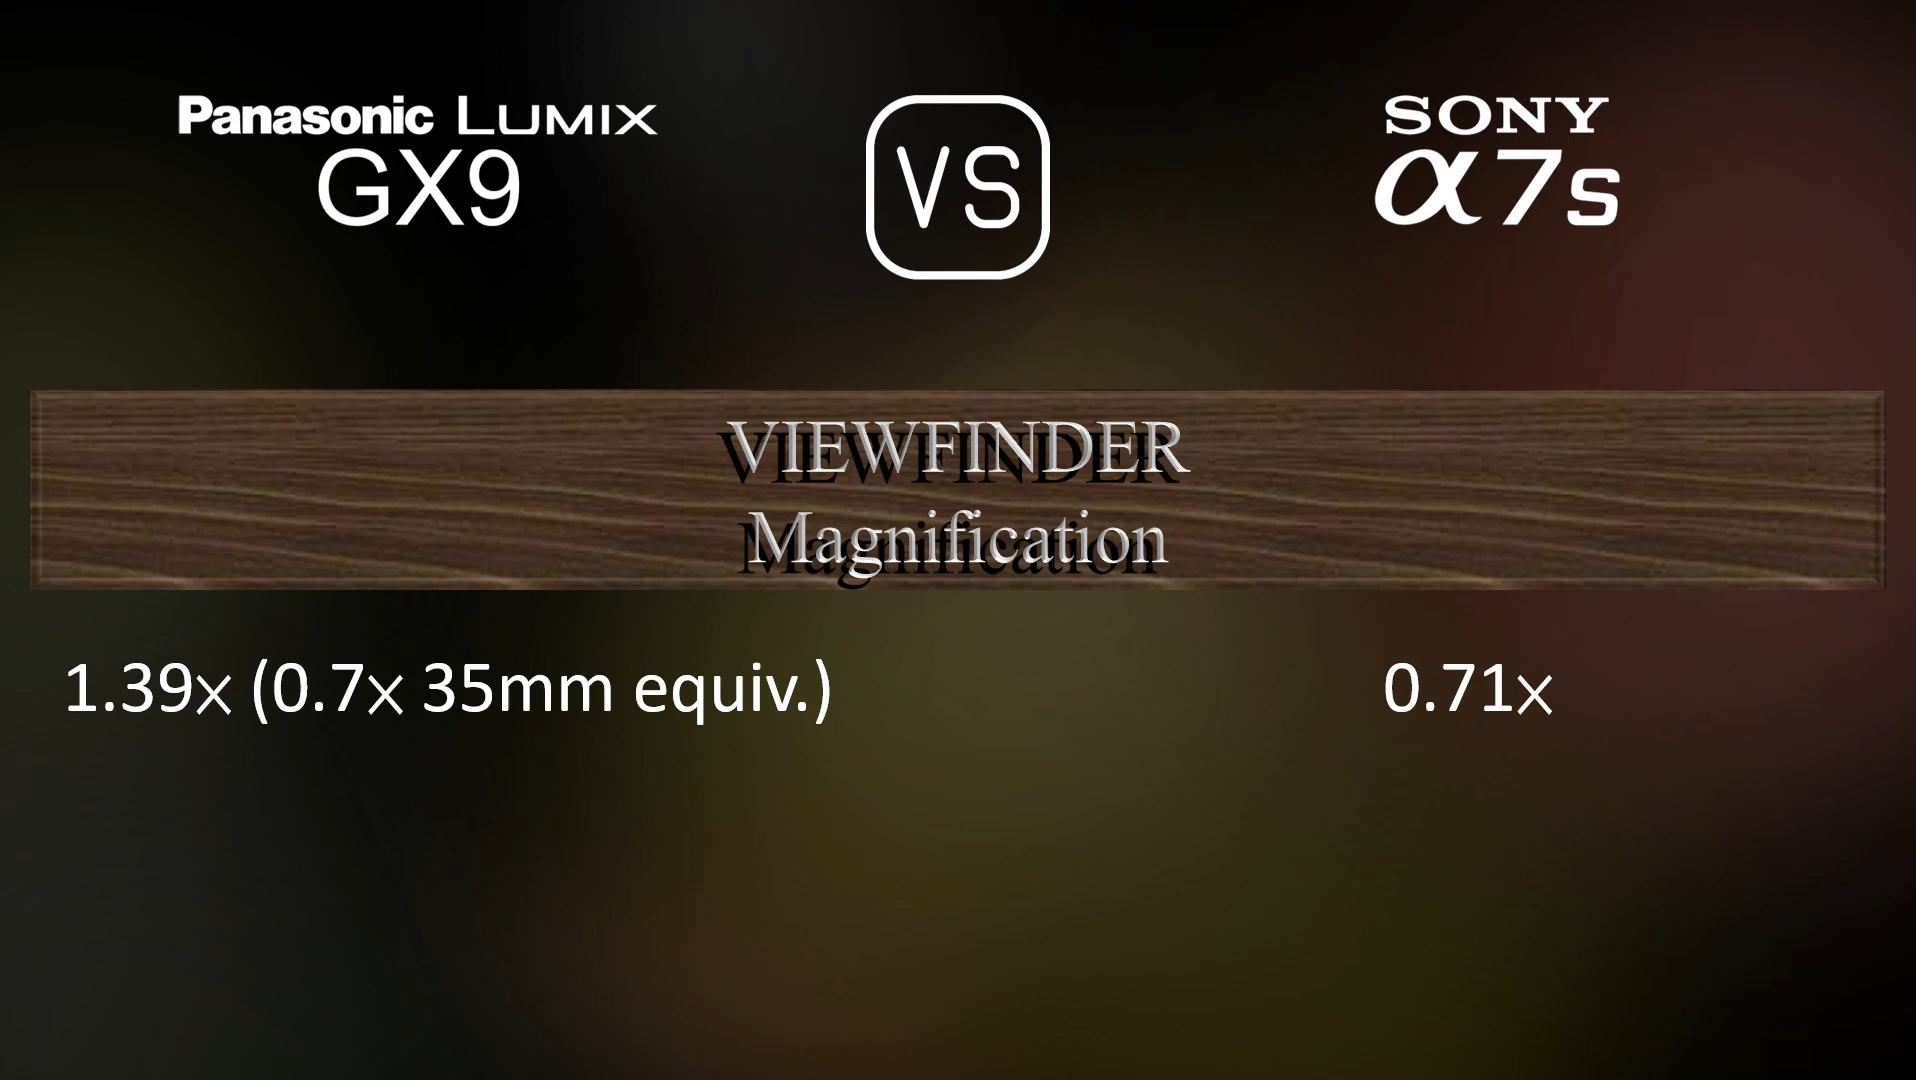 Panasonic LUMIX
GX9
VS
SONY
α7s
VIEWFINDER
Magnification
1.39x (0.7x 35mm equiv.)
0.71x